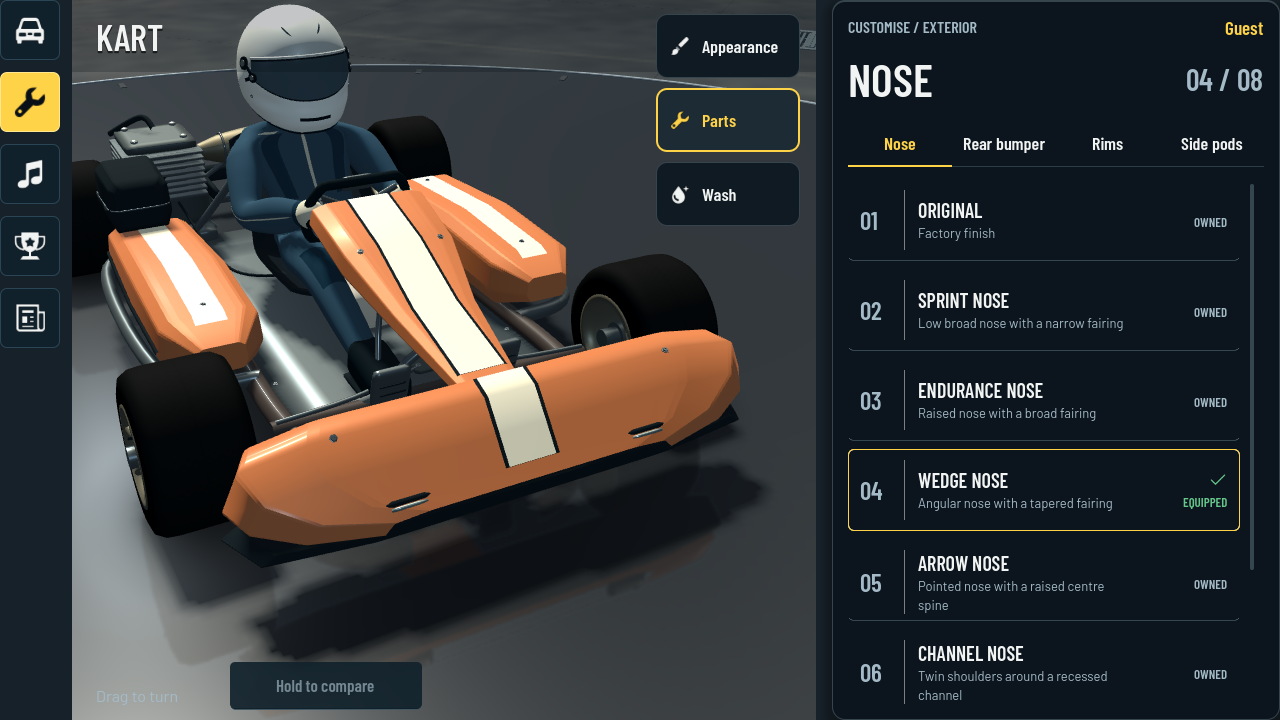 KART
Appearance
Parts
Wash
Drag to turn
Hold to compare
CUSTOMISE / EXTERIOR
Guest
NOSE
04 / 08
Nose
Rear bumper
Rims
Side pods
01
ORIGINAL
Factory finish
OWNED
02
SPRINT NOSE
Low broad nose with a narrow fairing
OWNED
03
ENDURANCE NOSE
Raised nose with a broad fairing
OWNED
04
WEDGE NOSE
Angular nose with a tapered fairing
EQUIPPED
05
ARROW NOSE
Pointed nose with a raised centre
spine
OWNED
06
CHANNEL NOSE
Twin shoulders around a recessed
channel
OWNED